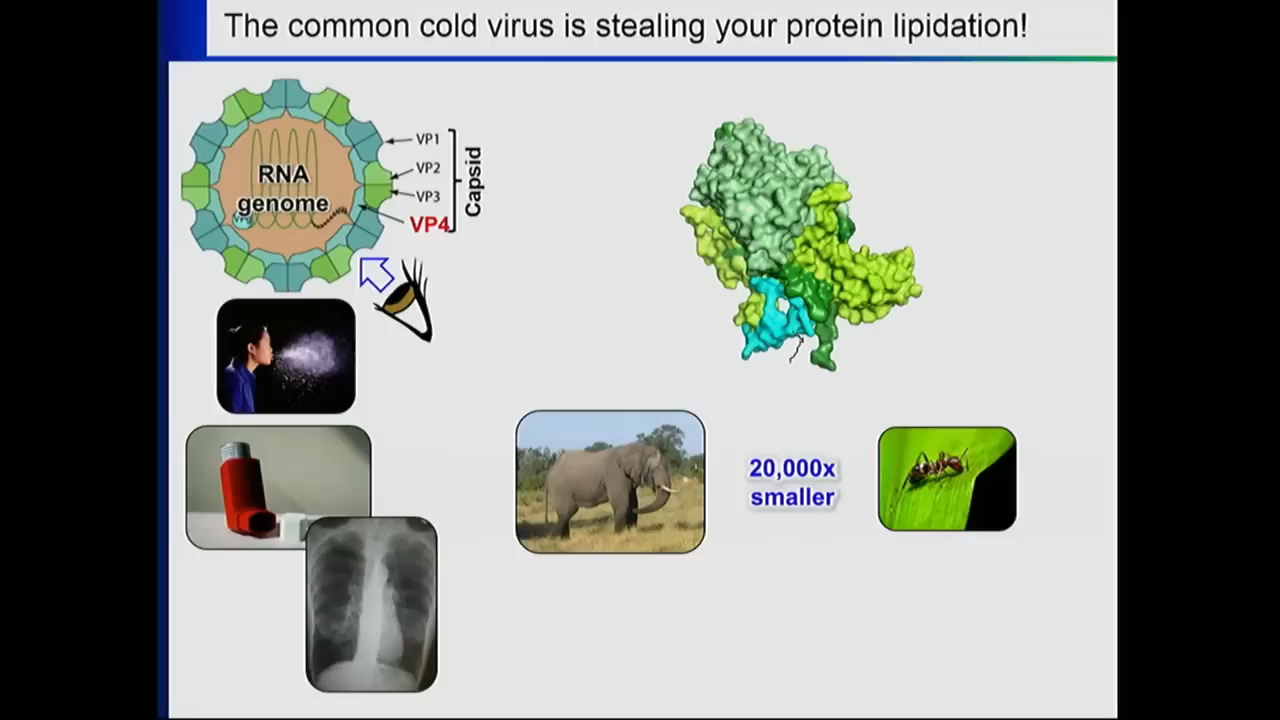 The common cold virus is stealing your protein lipidation!
VP1
VP2
VP3
VP4
Capsid
RNA
genome
20,000x
smaller